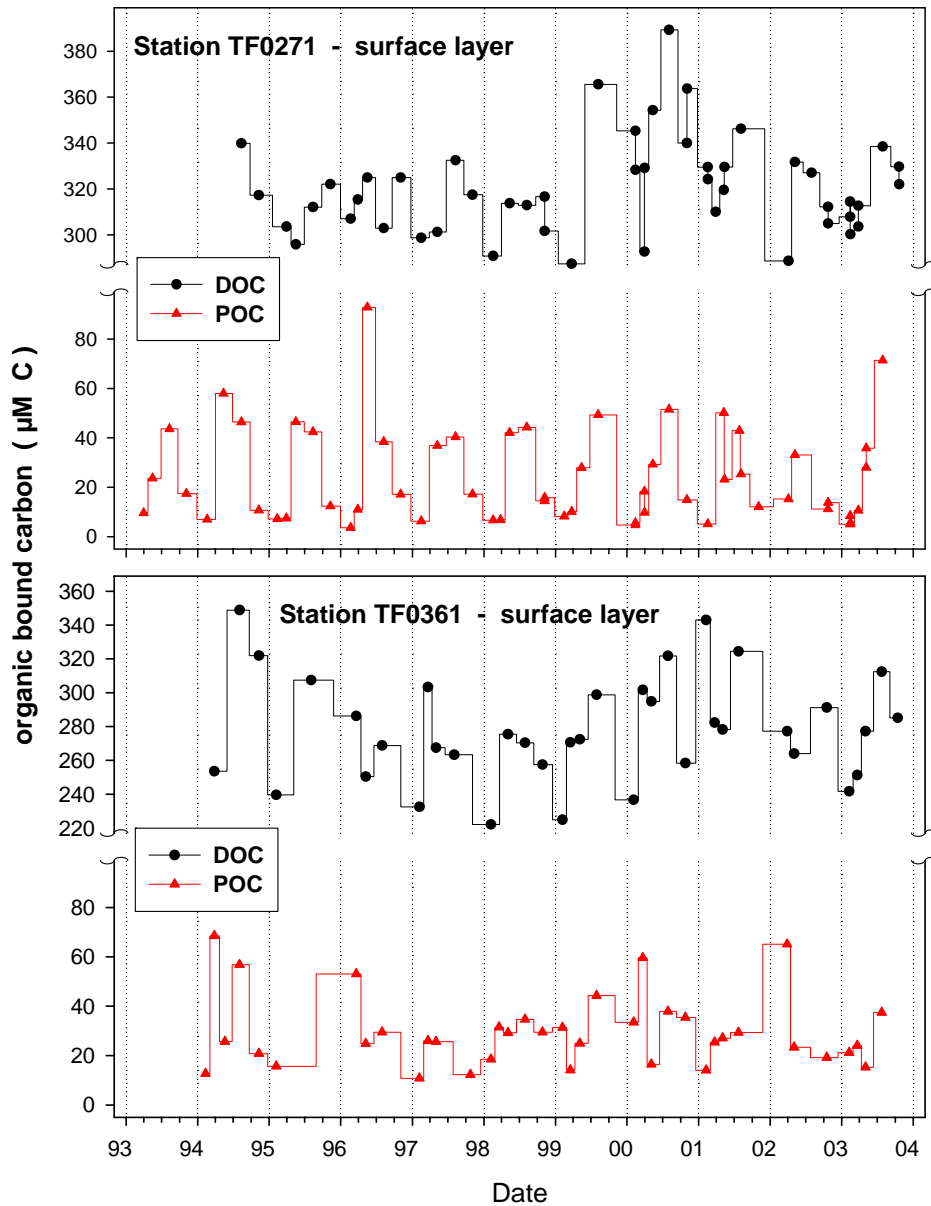 Station TF0271 - surface layer
380
360
340
320
300
DOC
POC
80
60
40
20
0
organic bound carbon ( µM C )
Station TF0361 - surface layer
360
340
320
300
280
260
240
220
DOC
POC
80
60
40
20
0
93 94 95 96 97 98 99 00 01 02 03 04
Date